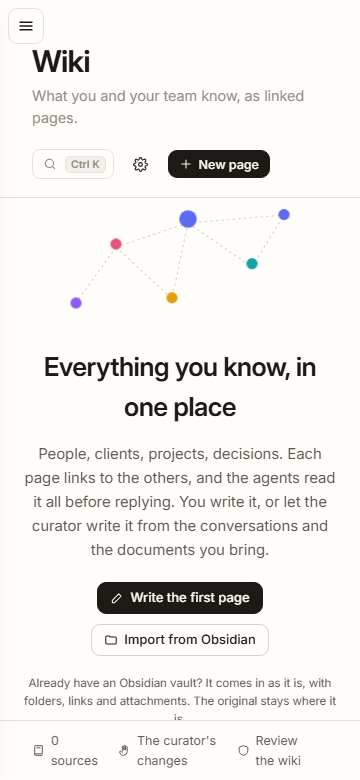 Wiki
What you and your team know, as linked
pages.
Ctrl K
New page
Everything you know, in
one place
People, clients, projects, decisions. Each
page links to the others, and the agents read
it all before replying. You write it, or let the
curator write it from the conversations and
the documents you bring.
Write the first page
Import from Obsidian
Already have an Obsidian vault? It comes in as it is, with
folders, links and attachments. The original stays where it
is.
0
sources
The curator's
changes
Review
the wiki